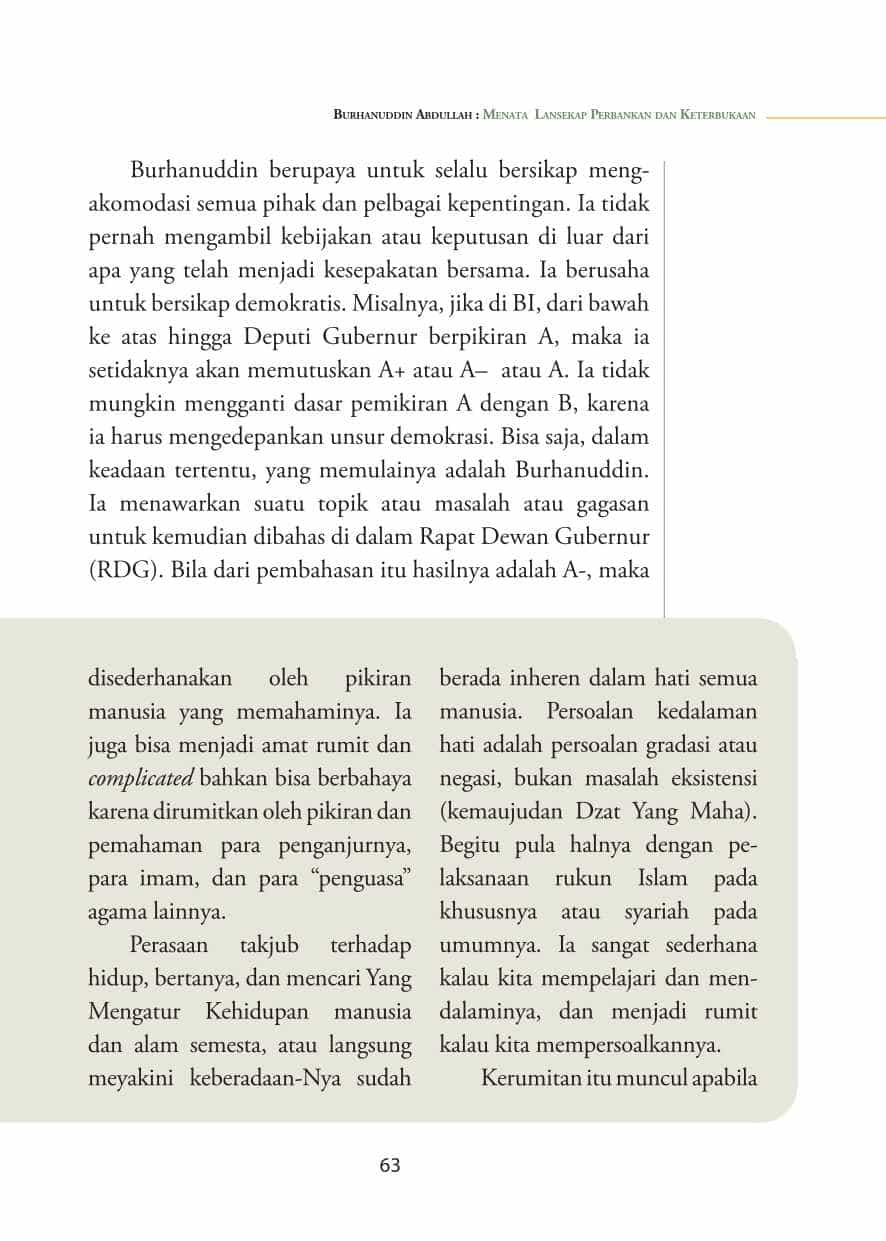 Burhanuddin Abdullah : Menata Lansekap Perbankan dan Keterbukaan
Burhanuddin berupaya untuk selalu bersikap meng-
akomodasi semua pihak dan pelbagai kepentingan. Ia tidak
pernah mengambil kebijakan atau keputusan di luar dari
apa yang telah menjadi kesepakatan bersama. Ia berusaha
untuk bersikap demokratis. Misalnya, jika di BI, dari bawah
ke atas hingga Deputi Gubernur berpikiran A, maka ia
setidaknya akan memutuskan A+ atau A– atau A. Ia tidak
mungkin mengganti dasar pemikiran A dengan B, karena
ia harus mengedepankan unsur demokrasi. Bisa saja, dalam
keadaan tertentu, yang memulainya adalah Burhanuddin.
Ia menawarkan suatu topik atau masalah atau gagasan
untuk kemudian dibahas di dalam Rapat Dewan Gubernur
(RDG). Bila dari pembahasan itu hasilnya adalah A-, maka
disederhanakan oleh pikiran
manusia yang memahaminya. Ia
juga bisa menjadi amat rumit dan
complicated bahkan bisa berbahaya
karena dirumitkan oleh pikiran dan
pemahaman para penganjurnya,
para imam, dan para “penguasa”
agama lainnya.
Perasaan takjub terhadap
hidup, bertanya, dan mencari Yang
Mengatur Kehidupan manusia
dan alam semesta, atau langsung
meyakini keberadaan-Nya sudah
berada inheren dalam hati semua
manusia. Persoalan kedalaman
hati adalah persoalan gradasi atau
negasi, bukan masalah eksistensi
(kemaujudan Dzat Yang Maha).
Begitu pula halnya dengan pe-
laksanaan rukun Islam pada
khususnya atau syariah pada
umumnya. Ia sangat sederhana
kalau kita mempelajari dan men-
dalaminya, dan menjadi rumit
kalau kita mempersoalkannya.
Kerumitan itu muncul apabila
63